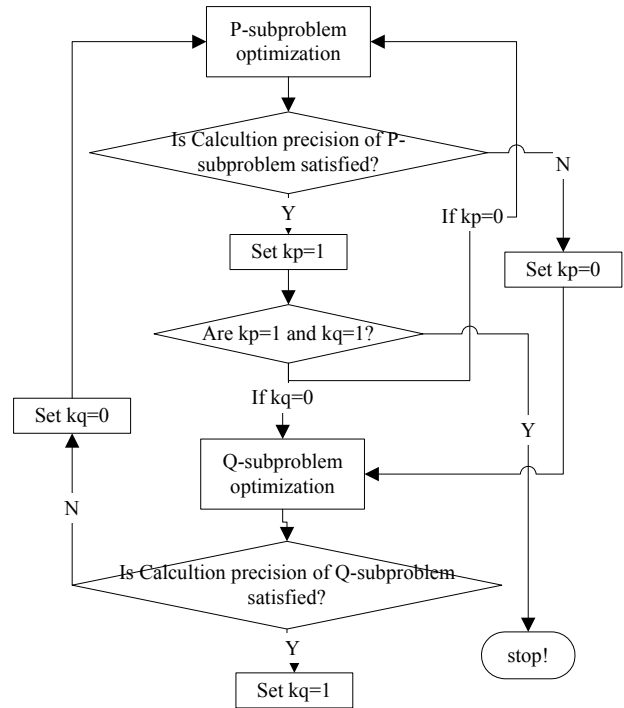 P-subproblem
optimization
Is Calcultion precision of P-
subproblem satisfied?
N
Y
If kp=0
Set kp=1
Set kp=0
Are kp=1 and kq=1?
If kq=0
Set kq=0
Y
Q-subproblem
optimization
N
Is Calcultion precision of Q-subproblem
satisfied?
Y
stop!
Set kq=1